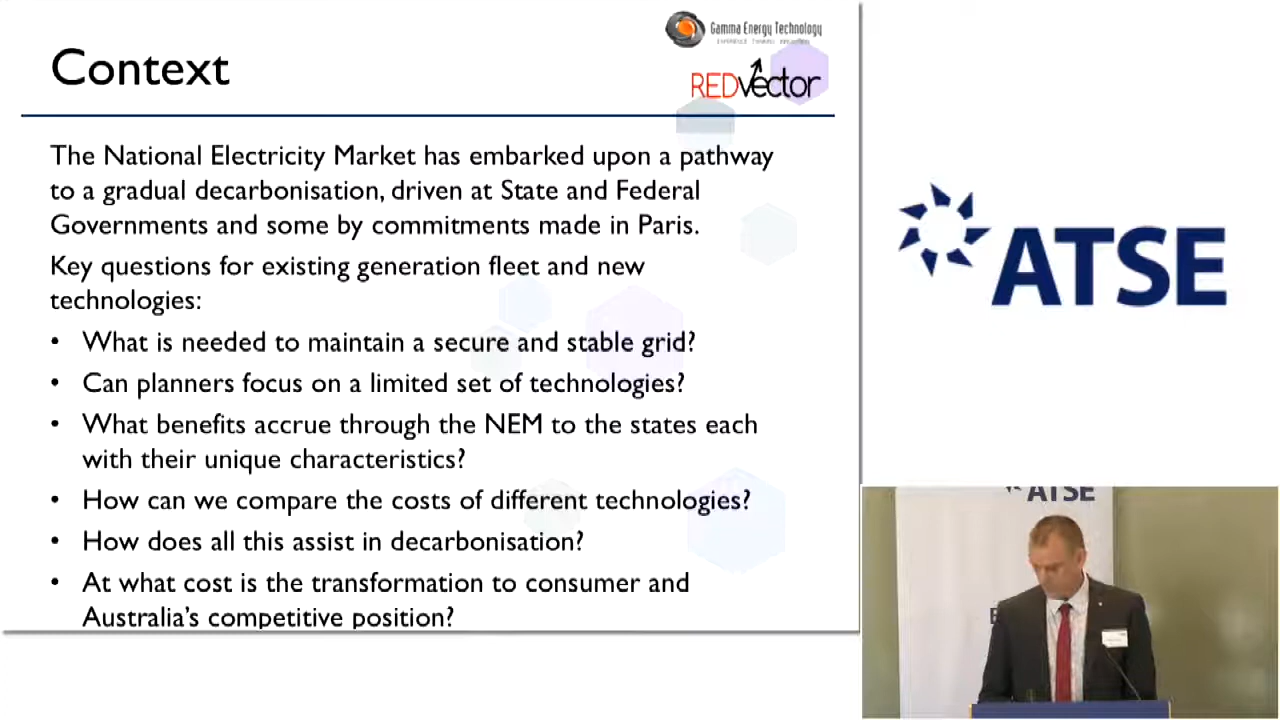 Context
Gamma Energy Technology
REDvector
The National Electricity Market has embarked upon a pathway
to a gradual decarbonisation, driven at State and Federal
Governments and some by commitments made in Paris.
Key questions for existing generation fleet and new
technologies:
• What is needed to maintain a secure and stable grid?
• Can planners focus on a limited set of technologies?
• What benefits accrue through the NEM to the states each
with their unique characteristics?
• How can we compare the costs of different technologies?
• How does all this assist in decarbonisation?
• At what cost is the transformation to consumer and
Australia's competitive position?
ATSE
ATSE